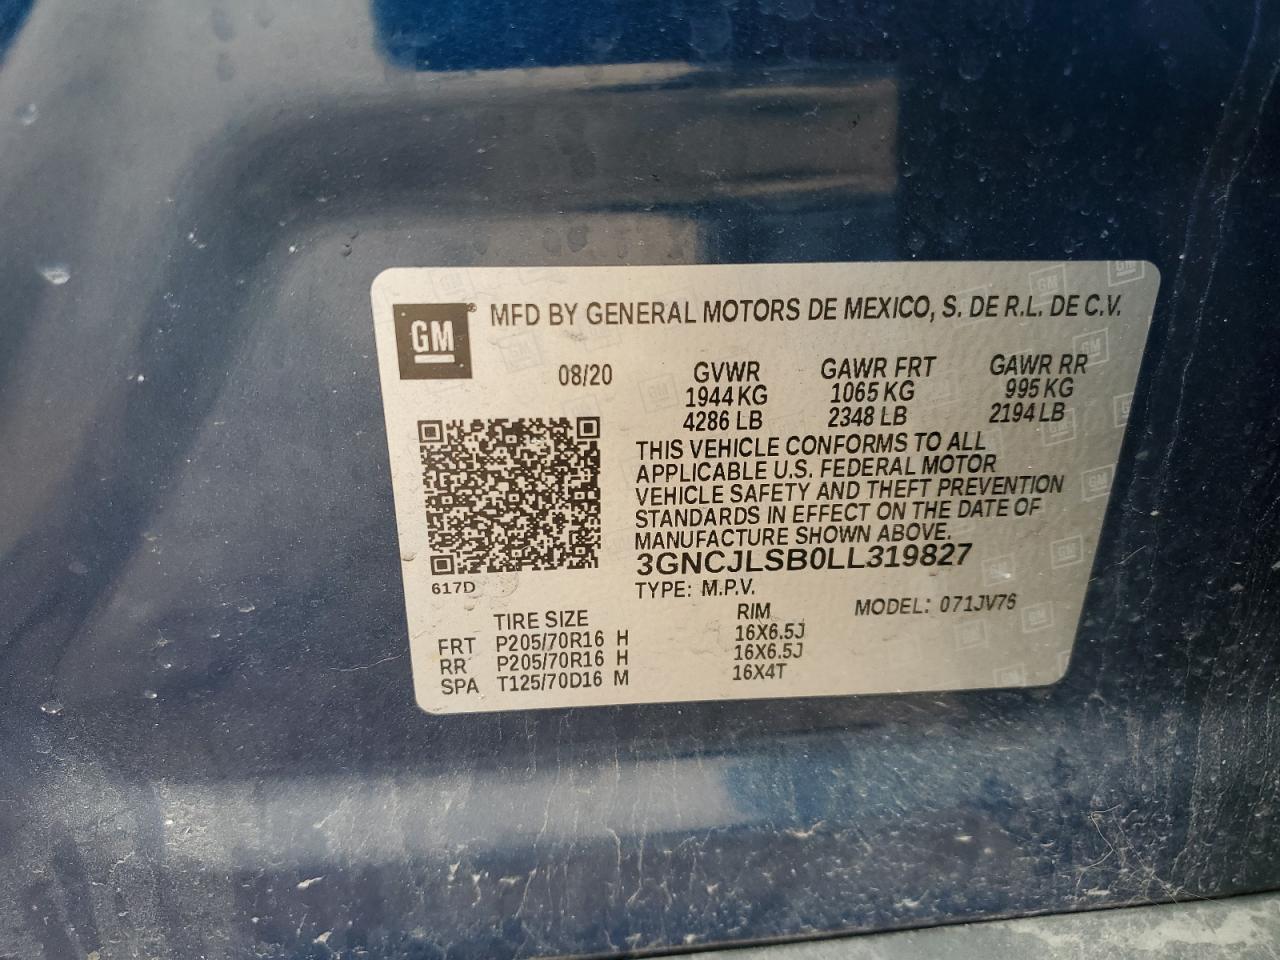 GM® MFD BY GENERAL MOTORS DE MEXICO, S. DE R.L. DE C.V.
08/20 GVWR GAWR FRT GAWR RR
1944 KG 1065 KG 995 KG
4286 LB 2348 LB 2194 LB
THIS VEHICLE CONFORMS TO ALL
APPLICABLE U.S. FEDERAL MOTOR
VEHICLE SAFETY AND THEFT PREVENTION
STANDARDS IN EFFECT ON THE DATE OF
MANUFACTURE SHOWN ABOVE.
3GNCJLSB0LL319827
617D TYPE: M.P.V.
TIRE SIZE RIM MODEL: 071JV76
FRT P205/70R16 H 16X6.5J
RR P205/70R16 H 16X6.5J
SPA T125/70D16 M 16X4T